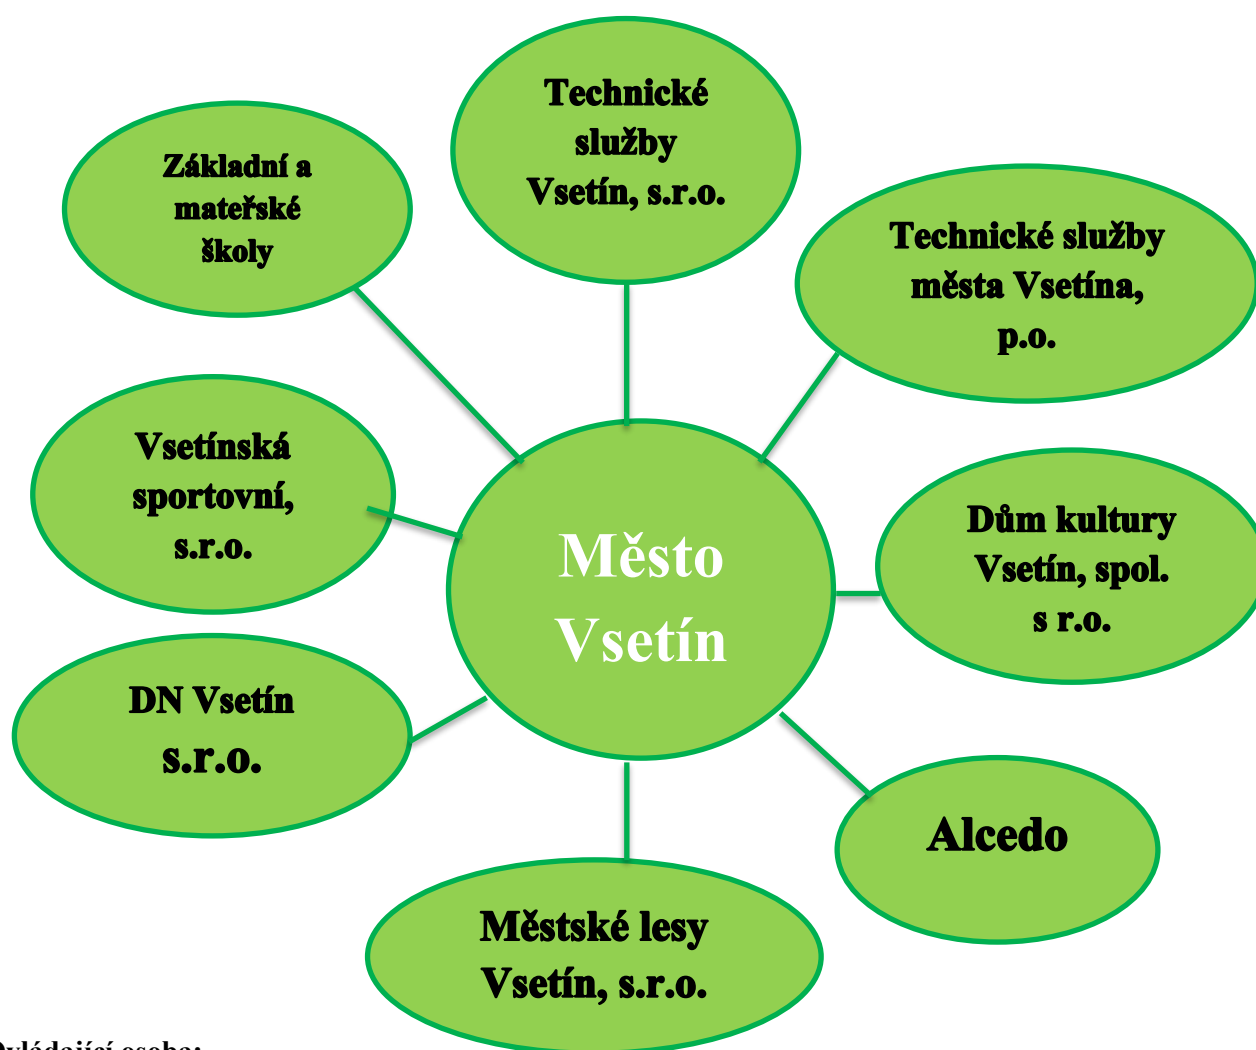 Technické
služby
Vsetín, s.r.o.
Základní a
mateřské
školy
Technické služby
města Vsetína,
p.o.
Vsetínská
sportovní,
s.r.o.
Město
Vsetín
Dům kultury
Vsetín, spol.
s r.o.
DN Vsetín
s.r.o.
Alcedo
Městské lesy
Vsetín, s.r.o.
osoba: